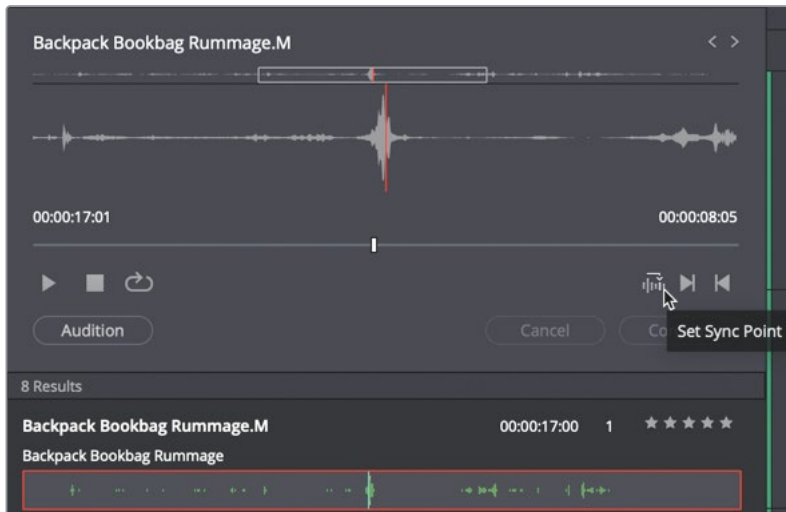 Backpack Bookbag Rummage.M
00:00:17:01 00:00:08:05
Audition Cancel Co
Set Sync Point
8 Results
Backpack Bookbag Rummage.M 00:00:17:00 1
Backpack Bookbag Rummage